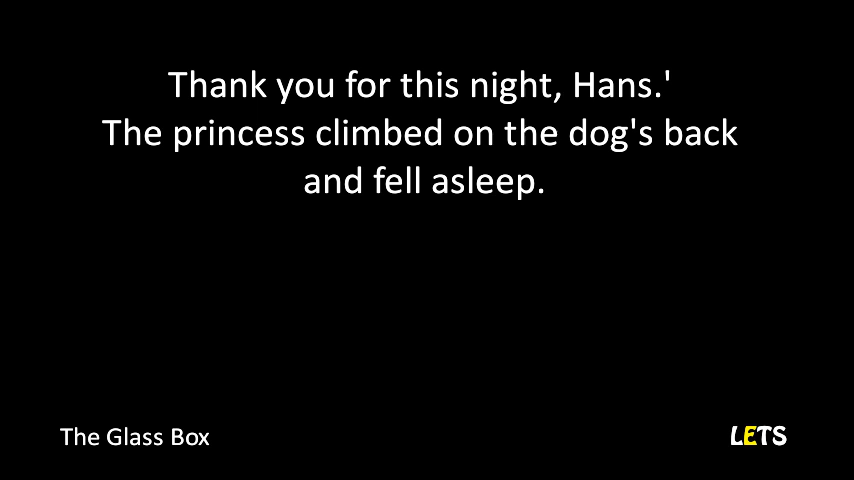 Thank you for this night, Hans.'
The princess climbed on the dog's back
and fell asleep.
The Glass Box
LETS